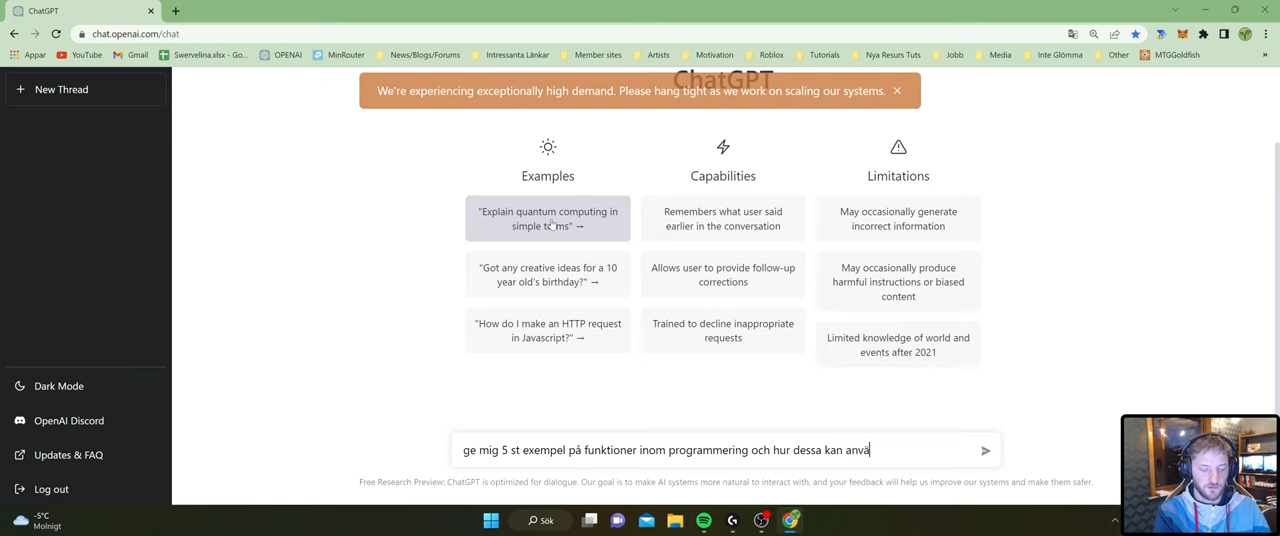 ChatGPT
chat.openai.com/chat
Appar
YouTube
Gmail
Swervelina.xlsx - Go...
OPENAI
MinRouter
News/Blogs/Forums
Intressanta Länkar
Member sites
Artists
Motivation
Roblox
Tutorials
Nya Resurs Tuts
Jobb
Media
Inte Glömma
Other
MTGGoldfish
»
New Thread
ChatGPT
We're experiencing exceptionally high demand. Please hang tight as we work on scaling our systems.
Examples
Capabilities
Limitations
"Explain quantum computing in
simple terms" →
Remembers what user said
earlier in the conversation
May occasionally generate
incorrect information
"Got any creative ideas for a 10
year old's birthday?" →
Allows user to provide follow-up
corrections
May occasionally produce
harmful instructions or biased
content
"How do I make an HTTP request
in Javascript?" →
Trained to decline inappropriate
requests
Limited knowledge of world and
events after 2021
Dark Mode
OpenAI Discord
Updates & FAQ
Log out
ge mig 5 st exempel på funktioner inom programmering och hur dessa kan anvä
Free Research Preview: ChatGPT is optimized for dialogue. Our goal is to make AI systems more natural to interact with, and your feedback will help us improve our systems and make them safer.
-5°C
Molnigt
Sök